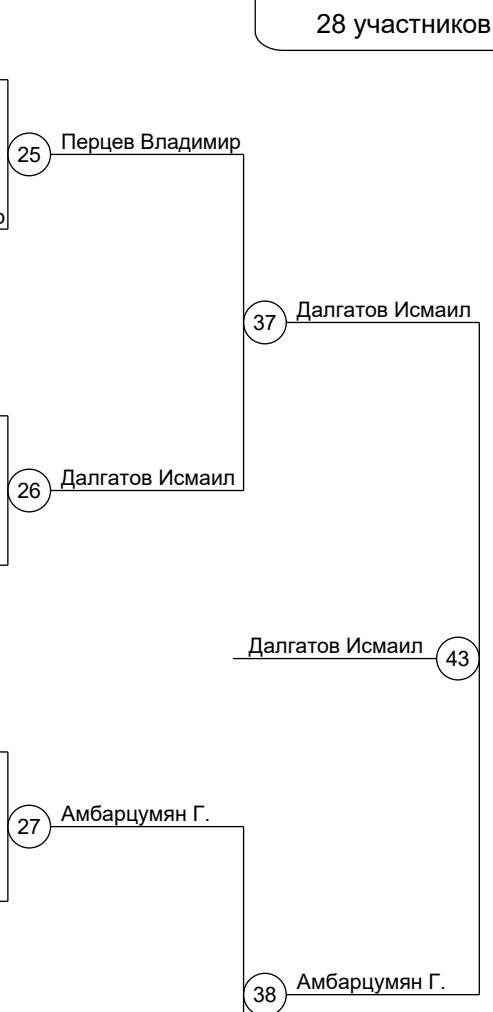 28 участников
25 Перцев Владимир
37 Далгатов Исмаил
26 Далгатов Исмаил
Далгатов Исмаил 43
27 Амбарцумян Г.
38 Амбарцумян Г.